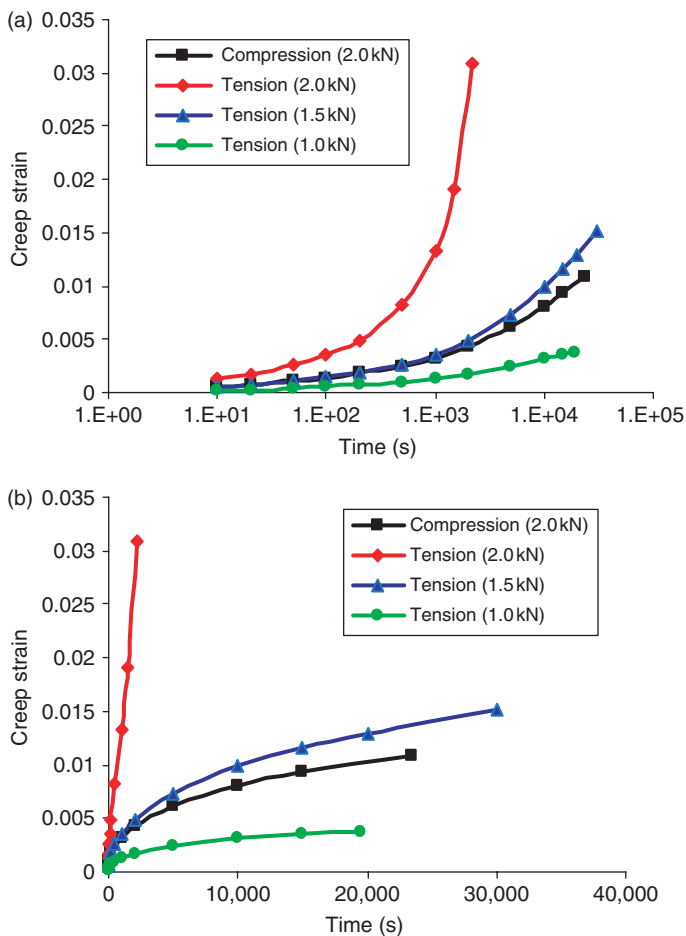 (a)
0.035
0.03
0.025
0.02
0.015
0.01
0.005
0
Creep strain
Compression (2.0 kN)
Tension (2.0 kN)
Tension (1.5 kN)
Tension (1.0 kN)
1.E+00 1.E+01 1.E+02 1.E+03 1.E+04 1.E+05
Time (s)
(b)
0.035
0.03
0.025
0.02
0.015
0.01
0.005
0
Creep strain
Compression (2.0 kN)
Tension (2.0 kN)
Tension (1.5 kN)
Tension (1.0 kN)
0 10,000 20,000 30,000 40,000
Time (s)